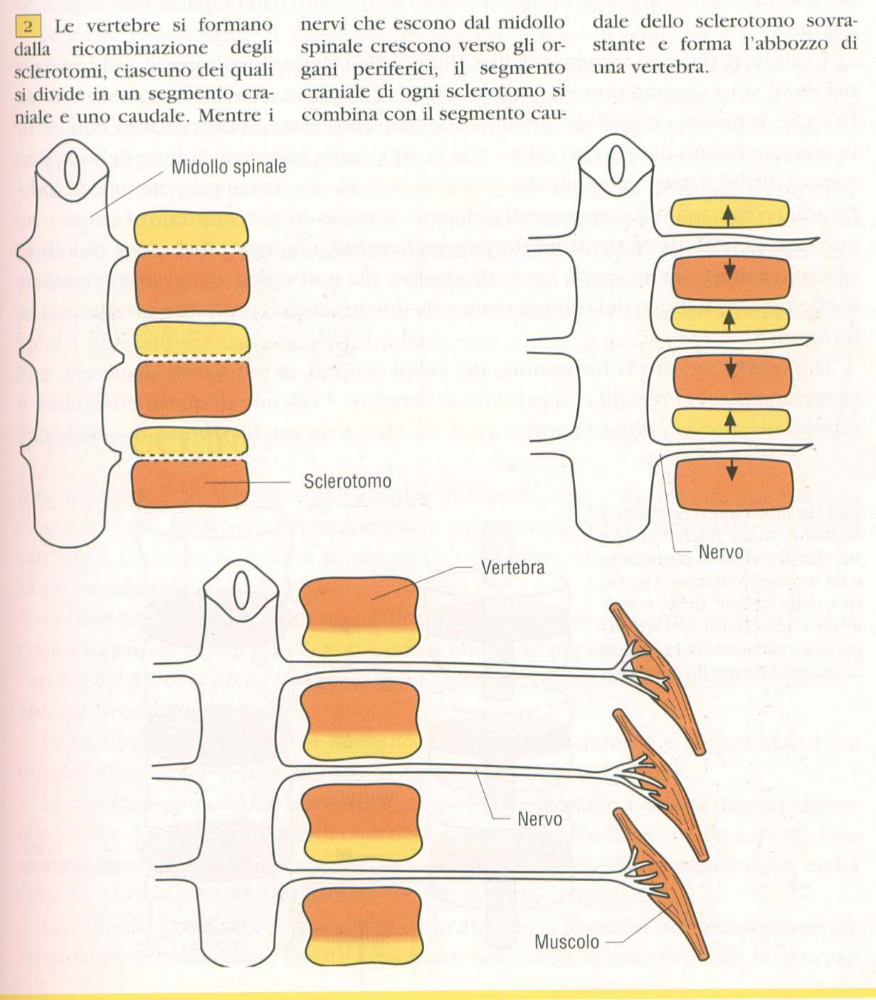 2 Le vertebre si formano
dalla ricombinazione degli
sclerotomi, ciascuno dei quali
si divide in un segmento cra-
niale e uno caudale. Mentre i
nervi che escono dal midollo
spinale crescono verso gli or-
gani periferici, il segmento
craniale di ogni sclerotomo si
combina con il segmento cau-
dale dello sclerotomo sovra-
stante e forma l'abbozzo di
una vertebra.
Midollo spinale
Sclerotomo
Nervo
Vertebra
Nervo
Muscolo